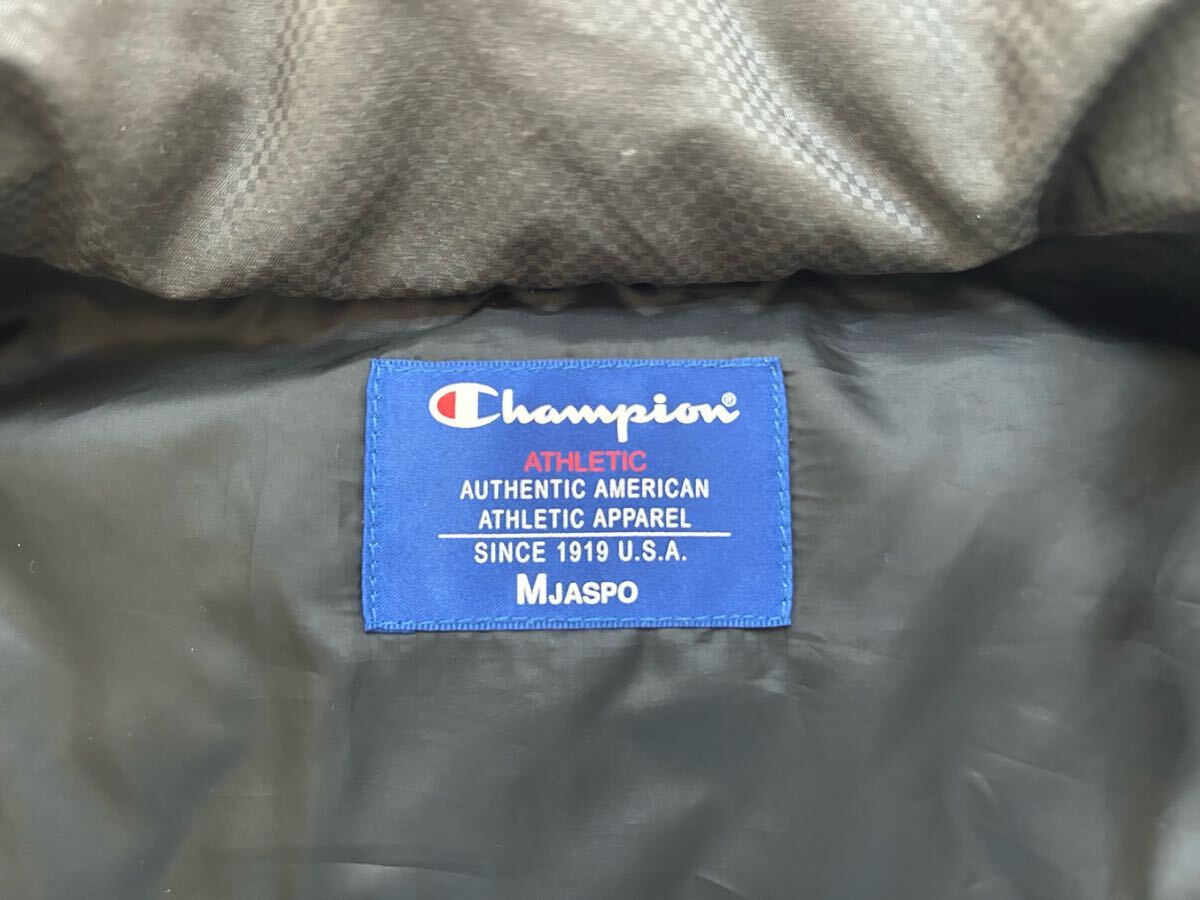 Champion®
ATHLETIC
AUTHENTIC AMERICAN
ATHLETIC APPAREL
SINCE 1919 U.S.A.
MJASPO